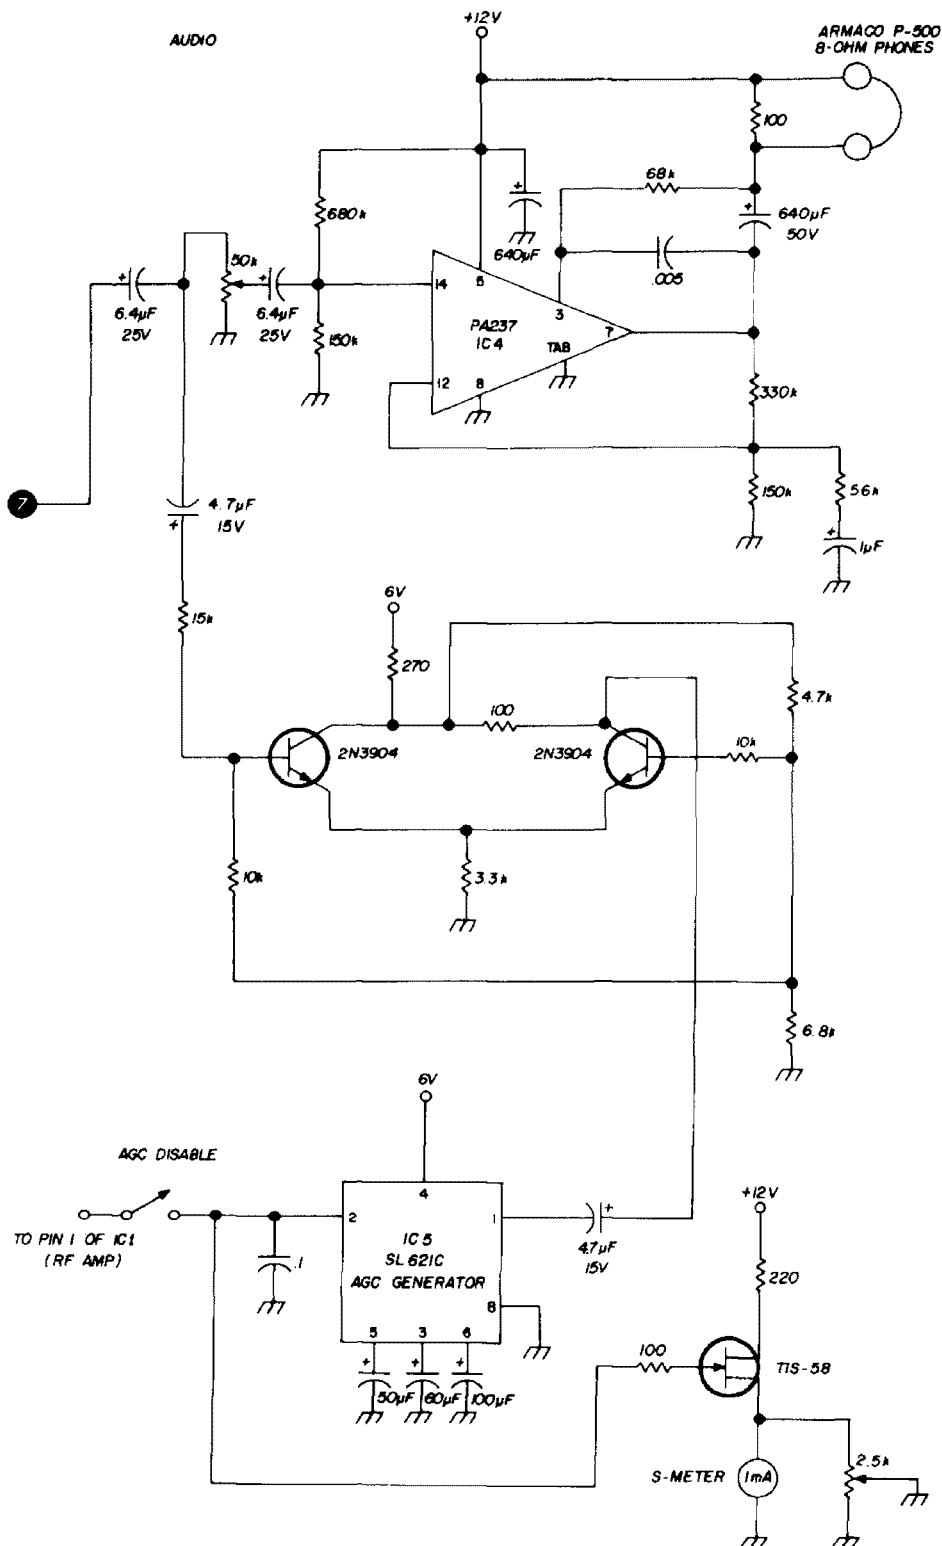 +12V
AUDIO
ARMACO P-500
8-OHM PHONES
100
68k
680k
640µF
640µF
50V
50k
6.4µF
25V
6.4µF
25V
.005
14
5
3
PA237
IC4
7
TAB
150k
12
8
330k
7
4.7µF
15V
150k
56k
1µF
15k
6V
270
4.7k
100
2N3904
2N3904
10k
10k
3.3k
6.8k
6V
AGC DISABLE
4
+12V
2
1
TO PIN 1 OF IC1
(RF AMP)
IC5
SL621C
AGC GENERATOR
.1
47µF
15V
220
8
5
3
6
50µF
100µF
100
TIS-58
2.5k
S-METER
1mA